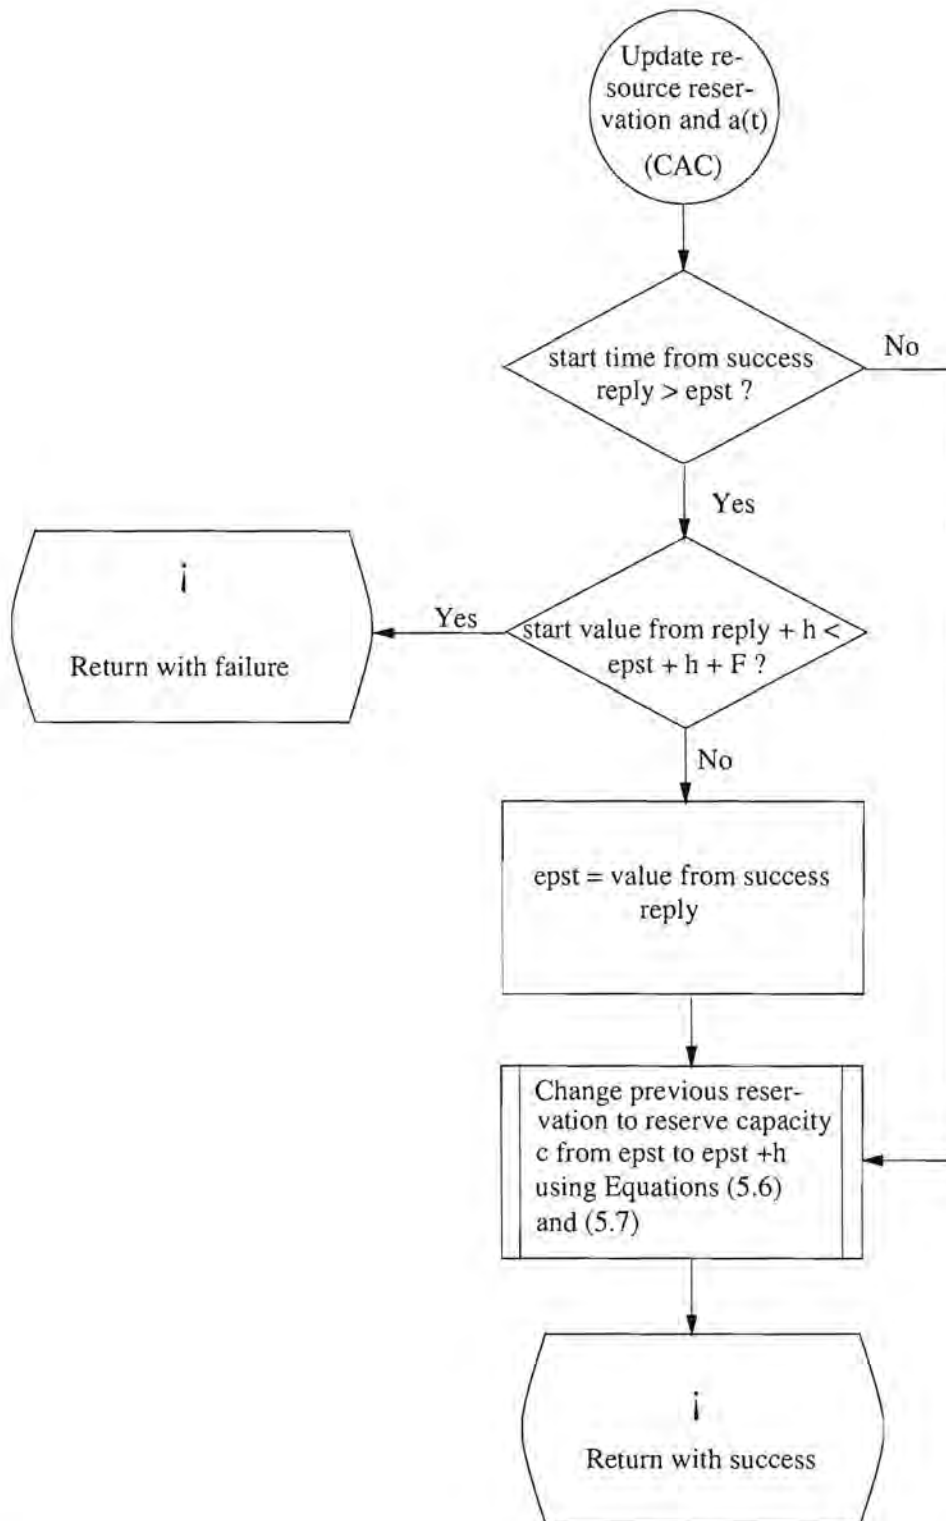 Update re-
source reser-
vation and a(t)
(CAC)
start time from success
reply > epst ?
No
Yes
start value from reply + h <
epst + h + F ?
Yes
¡
Return with failure
No
epst = value from success
reply
Change previous reser-
vation to reserve capacity
c from epst to epst +h
using Equations (5.6)
and (5.7)
¡
Return with success